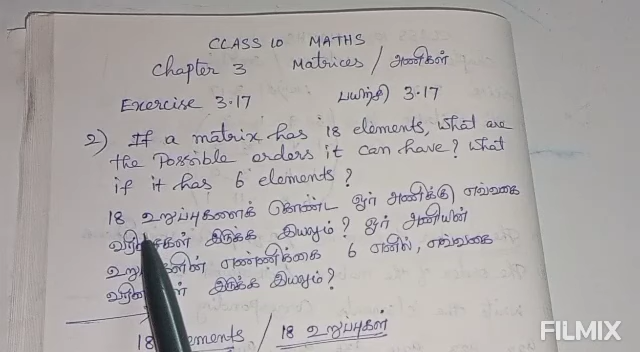 CLASS 10 MATHS
Chapter 3 Matrices / அணிகள்
Exercise 3.17 பயிற்சி 3.17
2) If a matrix has 18 elements, what are
the Possible orders it can have? What
if it has 6 elements?
18 உறுப்புகளைக் கொண்ட ஓர் அணிக்கு எவ்வகை
இருக்க இயலும்? ஓர் அணியின்
எண்ணிக்கை 6 எனில், எவ்வகை
இருக்க இயலும்?
18 / 18 உறுப்புகள்
FILMIX